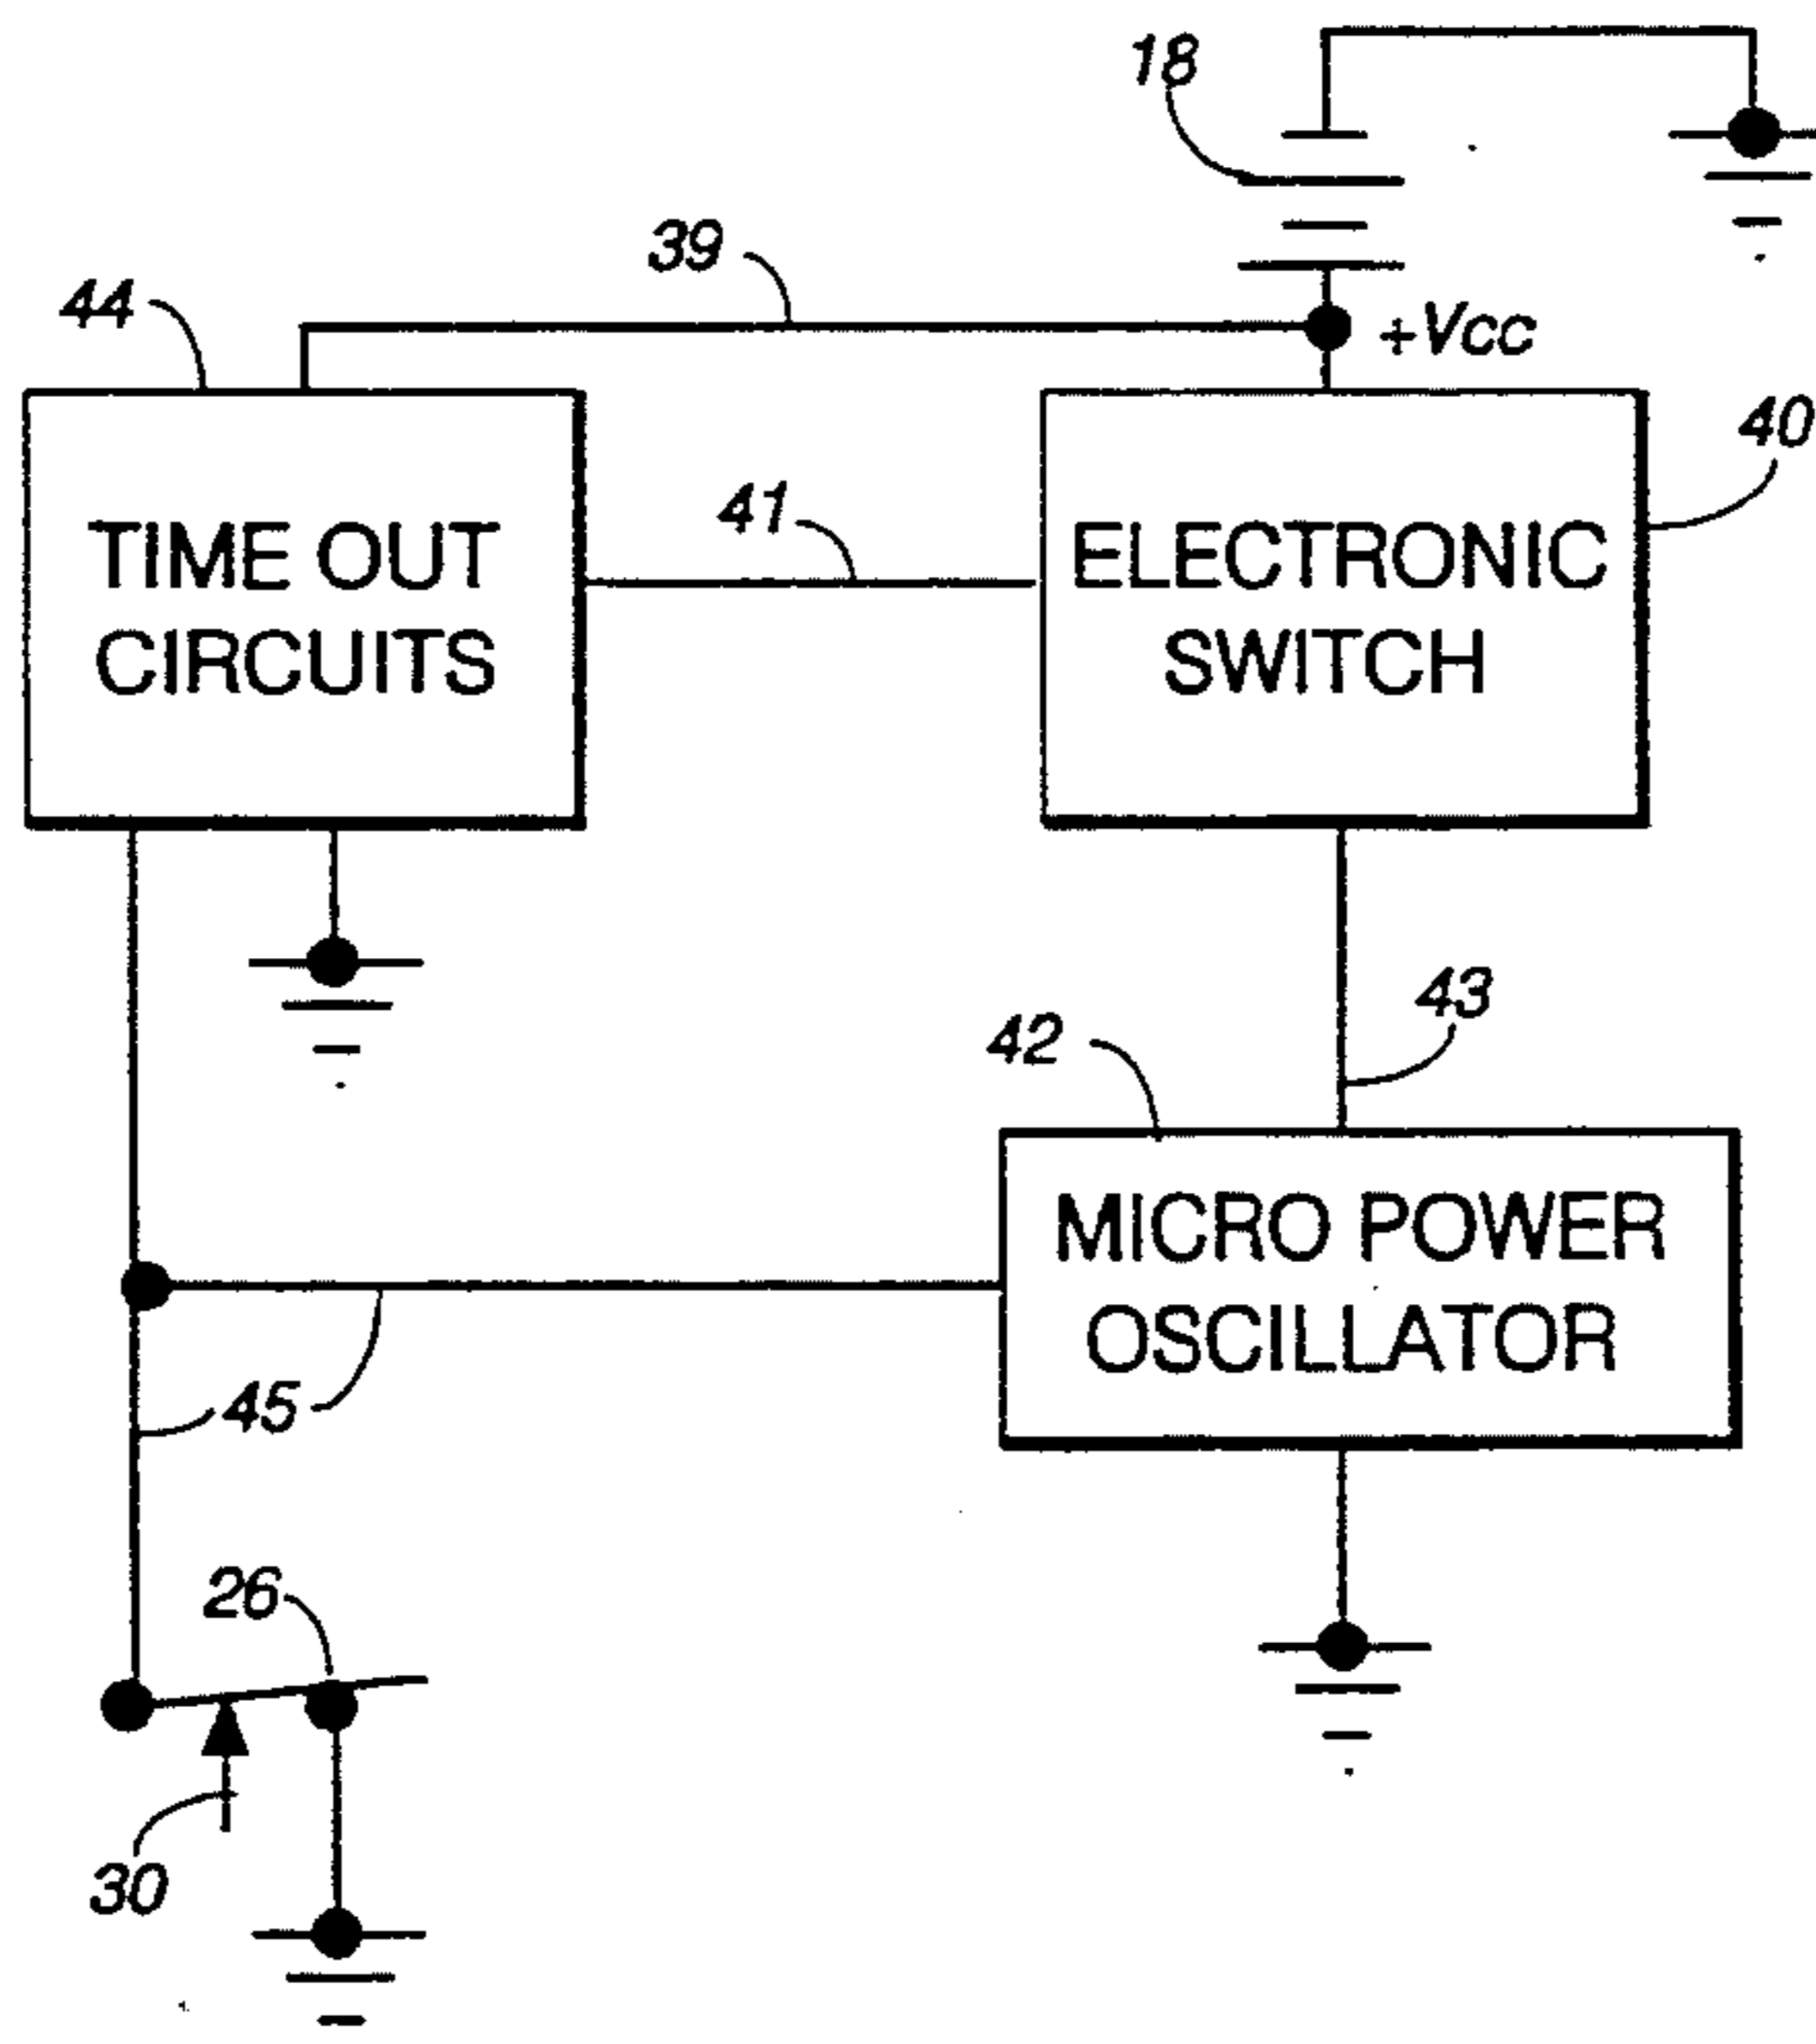 18
39
44
+Vcc
40
41
TIME OUT
CIRCUITS
ELECTRONIC
SWITCH
43
42
MICRO POWER
OSCILLATOR
45
26
30